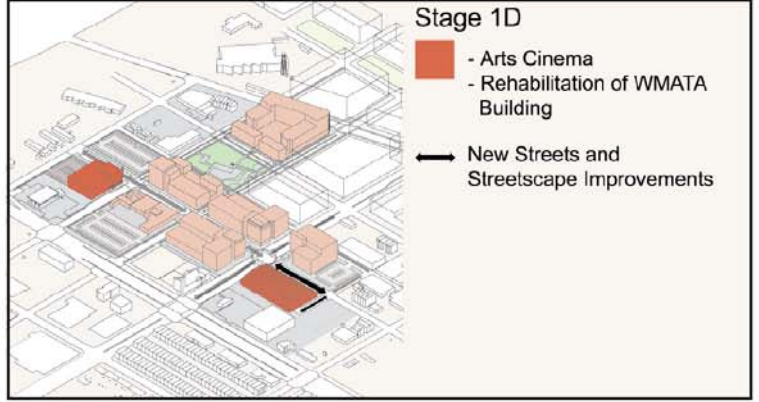 Stage 1D
- Arts Cinema
- Rehabilitation of WMATA
Building
New Streets and
Streetscape Improvements